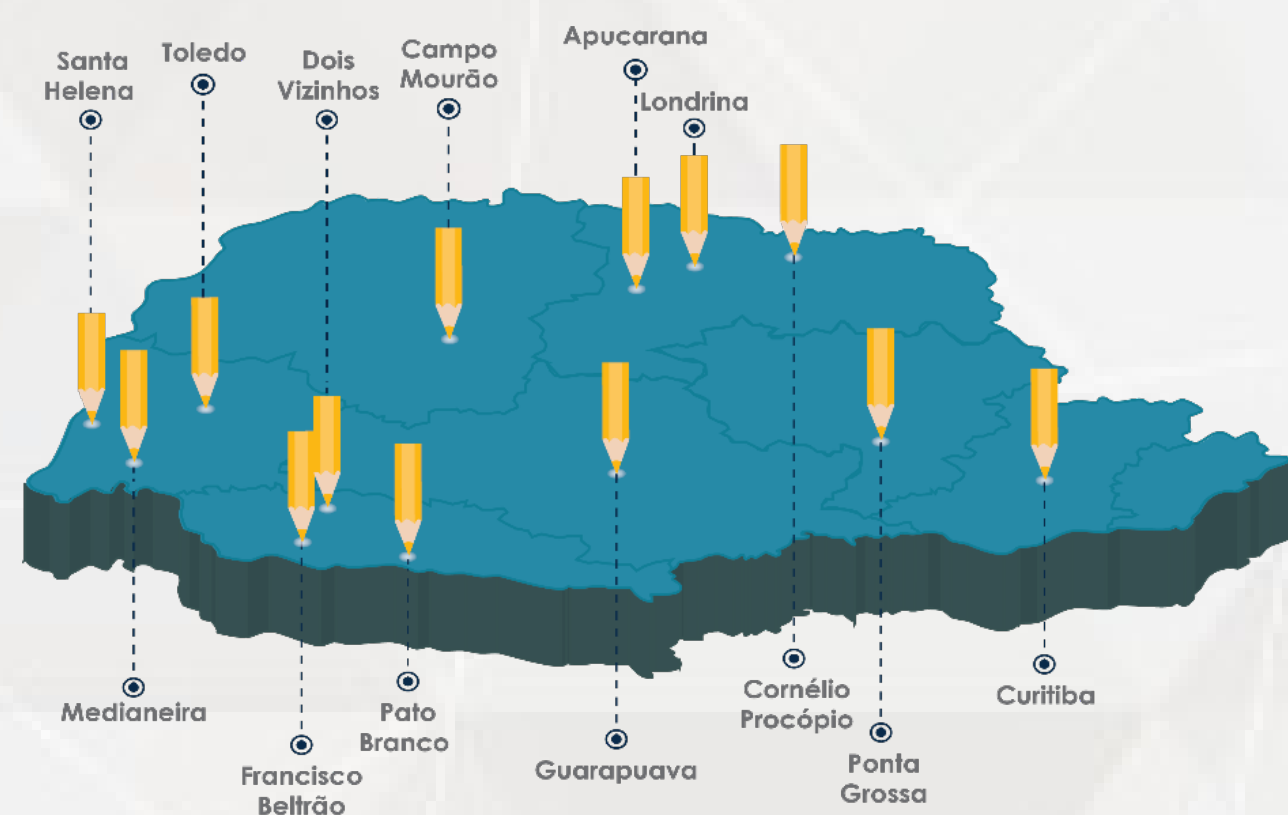 Santa
Helena
Toledo
Dois
Vizinhos
Campo
Mourão
Apucarana
Londrina
Medianeira
Francisco
Beltrão
Pato
Branco
Guarapuava
Cornélio
Procópio
Ponta
Grossa
Curitiba